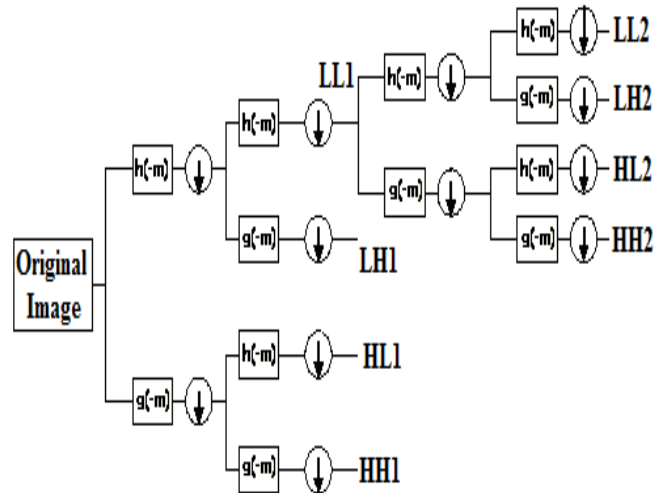 h(-m) LL2
LL1 h(-m)
g(-m) LH2
h(-m)
h(-m) h(-m) HL2
g(-m)
g(-m) LH1 g(-m) HH2
Original
Image
h(-m) HL1
g(-m)
g(-m) HH1